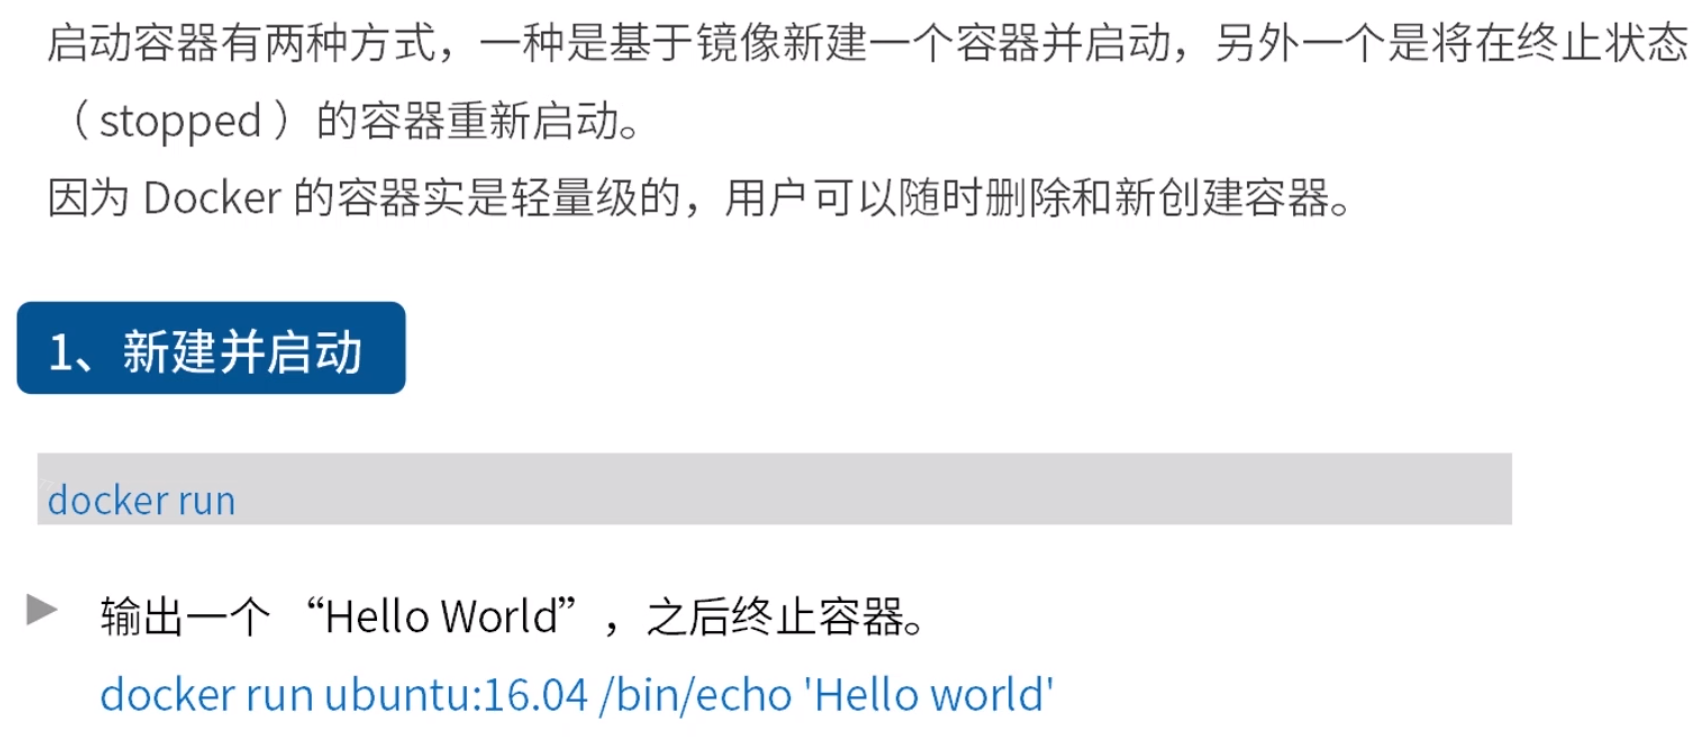 启动容器有两种方式，一种是基于镜像新建一个容器并启动，另外一个是将在终止状态
（stopped）的容器重新启动。
因为 Docker 的容器实是轻量级的，用户可以随时删除和新创建容器。
1、新建并启动
docker run
输出一个 “Hello World”，之后终止容器。
docker run ubuntu:16.04 /bin/echo 'Hello world'